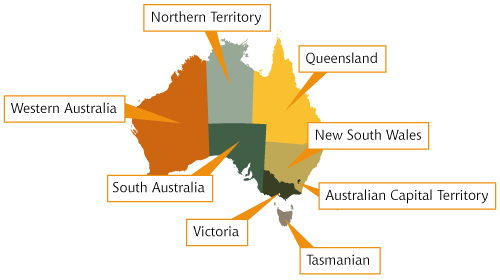 Northern Territory
Queensland
Western Australia
New South Wales
South Australia
Australian Capital Territory
Victoria
Tasmanian